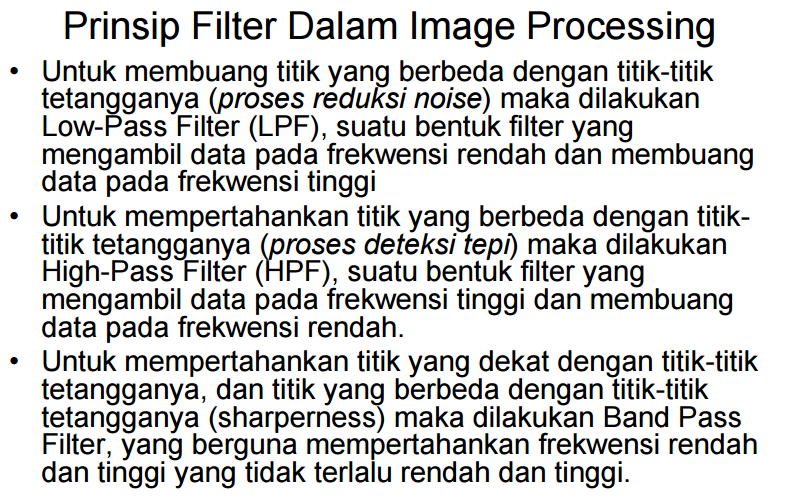 Prinsip Filter Dalam Image Processing
• Untuk membuang titik yang berbeda dengan titik-titik
tetangganya (proses reduksi noise) maka dilakukan
Low-Pass Filter (LPF), suatu bentuk filter yang
mengambil data pada frekwensi rendah dan membuang
data pada frekwensi tinggi
• Untuk mempertahankan titik yang berbeda dengan titik-
titik tetangganya (proses deteksi tepi) maka dilakukan
High-Pass Filter (HPF), suatu bentuk filter yang
mengambil data pada frekwensi tinggi dan membuang
data pada frekwensi rendah.
• Untuk mempertahankan titik yang dekat dengan titik-titik
tetangganya, dan titik yang berbeda dengan titik-titik
tetangganya (sharperness) maka dilakukan Band Pass
Filter, yang berguna mempertahankan frekwensi rendah
dan tinggi yang tidak terlalu rendah dan tinggi.